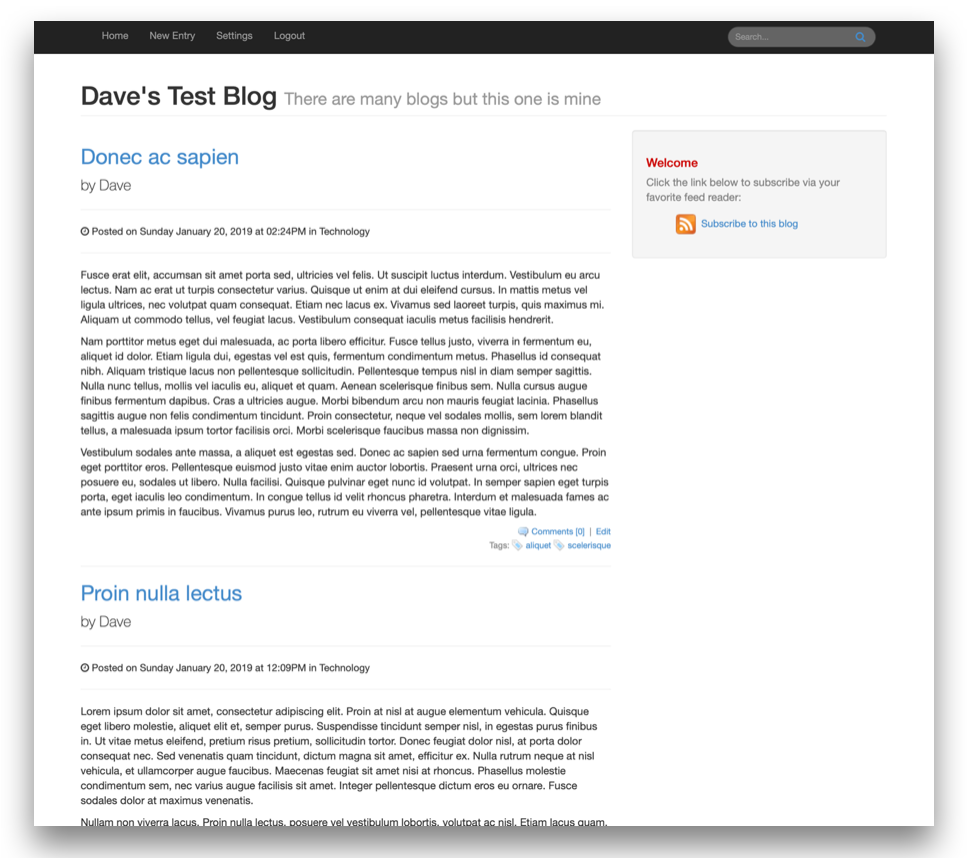 Home New Entry Settings Logout Search...
Dave's Test Blog There are many blogs but this one is mine
Donec ac sapien
by Dave
Posted on Sunday January 20, 2019 at 02:24PM in Technology
Fusce erat elit, accumsan sit amet porta sed, ultricies vel felis. Ut suscipit luctus interdum. Vestibulum eu arcu
lectus. Nam ac erat ut turpis consectetur varius. Quisque ut enim at dui eleifend cursus. In mattis metus vel
ligula ultrices, nec volutpat quam consequat. Etiam nec lacus ex. Vivamus sed laoreet turpis, quis maximus mi.
Aliquam ut commodo tellus, vel feugiat lacus. Vestibulum consequat iaculis metus facilisis hendrerit.
Nam porttitor metus eget dui malesuada, ac porta libero efficitur. Fusce tellus justo, viverra in fermentum eu,
aliquet id dolor. Etiam ligula dui, egestas vel est quis, fermentum condimentum metus. Phasellus id consequat
nibh. Aliquam tristique lacus non pellentesque sollicitudin. Pellentesque tempus nisl in diam semper sagittis.
Nulla nunc tellus, mollis vel iaculis eu, aliquet et quam. Aenean scelerisque finibus sem. Nulla cursus augue
finibus fermentum dapibus. Cras a ultricies augue. Morbi bibendum arcu non mauris feugiat lacinia. Phasellus
sagittis augue non felis condimentum tincidunt. Proin consectetur, neque vel sodales mollis, sem lorem blandit
tellus, a malesuada ipsum tortor facilisis orci. Morbi scelerisque faucibus massa non dignissim.
Vestibulum sodales ante massa, a aliquet est egestas sed. Donec ac sapien sed urna fermentum congue. Proin
eget porttitor eros. Pellentesque euismod justo vitae enim auctor lobortis. Praesent urna orci, ultrices nec
posuere eu, sodales ut libero. Nulla facilisi. Quisque pulvinar eget nunc id volutpat. In semper sapien eget turpis
porta, eget iaculis leo condimentum. In congue tellus id velit rhoncus pharetra. Interdum et malesuada fames ac
ante ipsum primis in faucibus. Vivamus purus leo, rutrum eu viverra vel, pellentesque vitae ligula.
Comments [0] | Edit
Tags: aliquet scelerisque
Proin nulla lectus
by Dave
Posted on Sunday January 20, 2019 at 12:09PM in Technology
Lorem ipsum dolor sit amet, consectetur adipiscing elit. Proin at nisl at augue elementum vehicula. Quisque
eget libero molestie, aliquet elit et, semper purus. Suspendisse tincidunt semper nisl, in egestas purus finibus
in. Ut vitae metus eleifend, pretium risus pretium, sollicitudin tortor. Donec feugiat dolor nisl, at porta dolor
consequat nec. Sed venenatis quam tincidunt, dictum magna sit amet, efficitur ex. Nulla rutrum neque at nisl
vehicula, et ullamcorper augue faucibus. Maecenas feugiat sit amet nisi at rhoncus. Phasellus molestie
condimentum sem, nec varius augue facilisis sit amet. Integer pellentesque dictum eros eu ornare. Fusce
sodales dolor at maximus venenatis.
Nullam non viverra lacus. Proin nulla lectus, posuere vel vestibulum lobortis, volutpat ac nisl. Etiam lacus quam,
Welcome
Click the link below to subscribe via your
favorite feed reader:
Subscribe to this blog